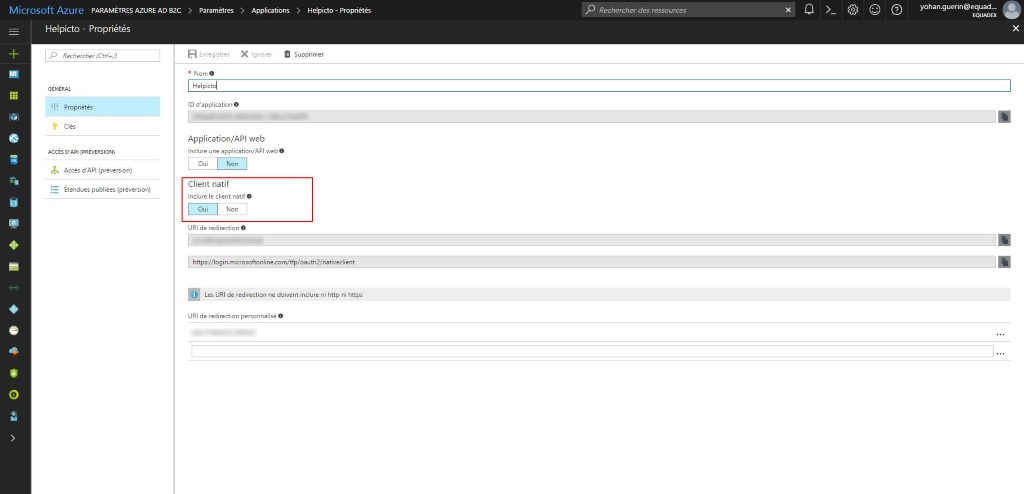 Microsoft Azure PARAMÈTRES AZURE AD B2C > Paramètres > Applications > Helpicto - Propriétés
Rechercher des ressources
yohan.guerin@equad...
EQUADEX
Helpicto - Propriétés
Rechercher (Ctrl+/)
GÉNÉRAL
Propriétés
Clés
ACCÈS D'API (PRÉVERSION)
Accès d'API (préversion)
Étendues publiées (préversion)
Enregistrer Ignorer Supprimer
* Nom
Helpicto
ID d'application
Application/API web
Inclure une application/API web
Oui Non
Client natif
Inclure le client natif
Oui Non
URI de redirection
https://login.microsoftonline.com/tfp/oauth2/nativeclient
Les URI de redirection ne doivent inclure ni http ni https
URI de redirection personnalisé
...
...